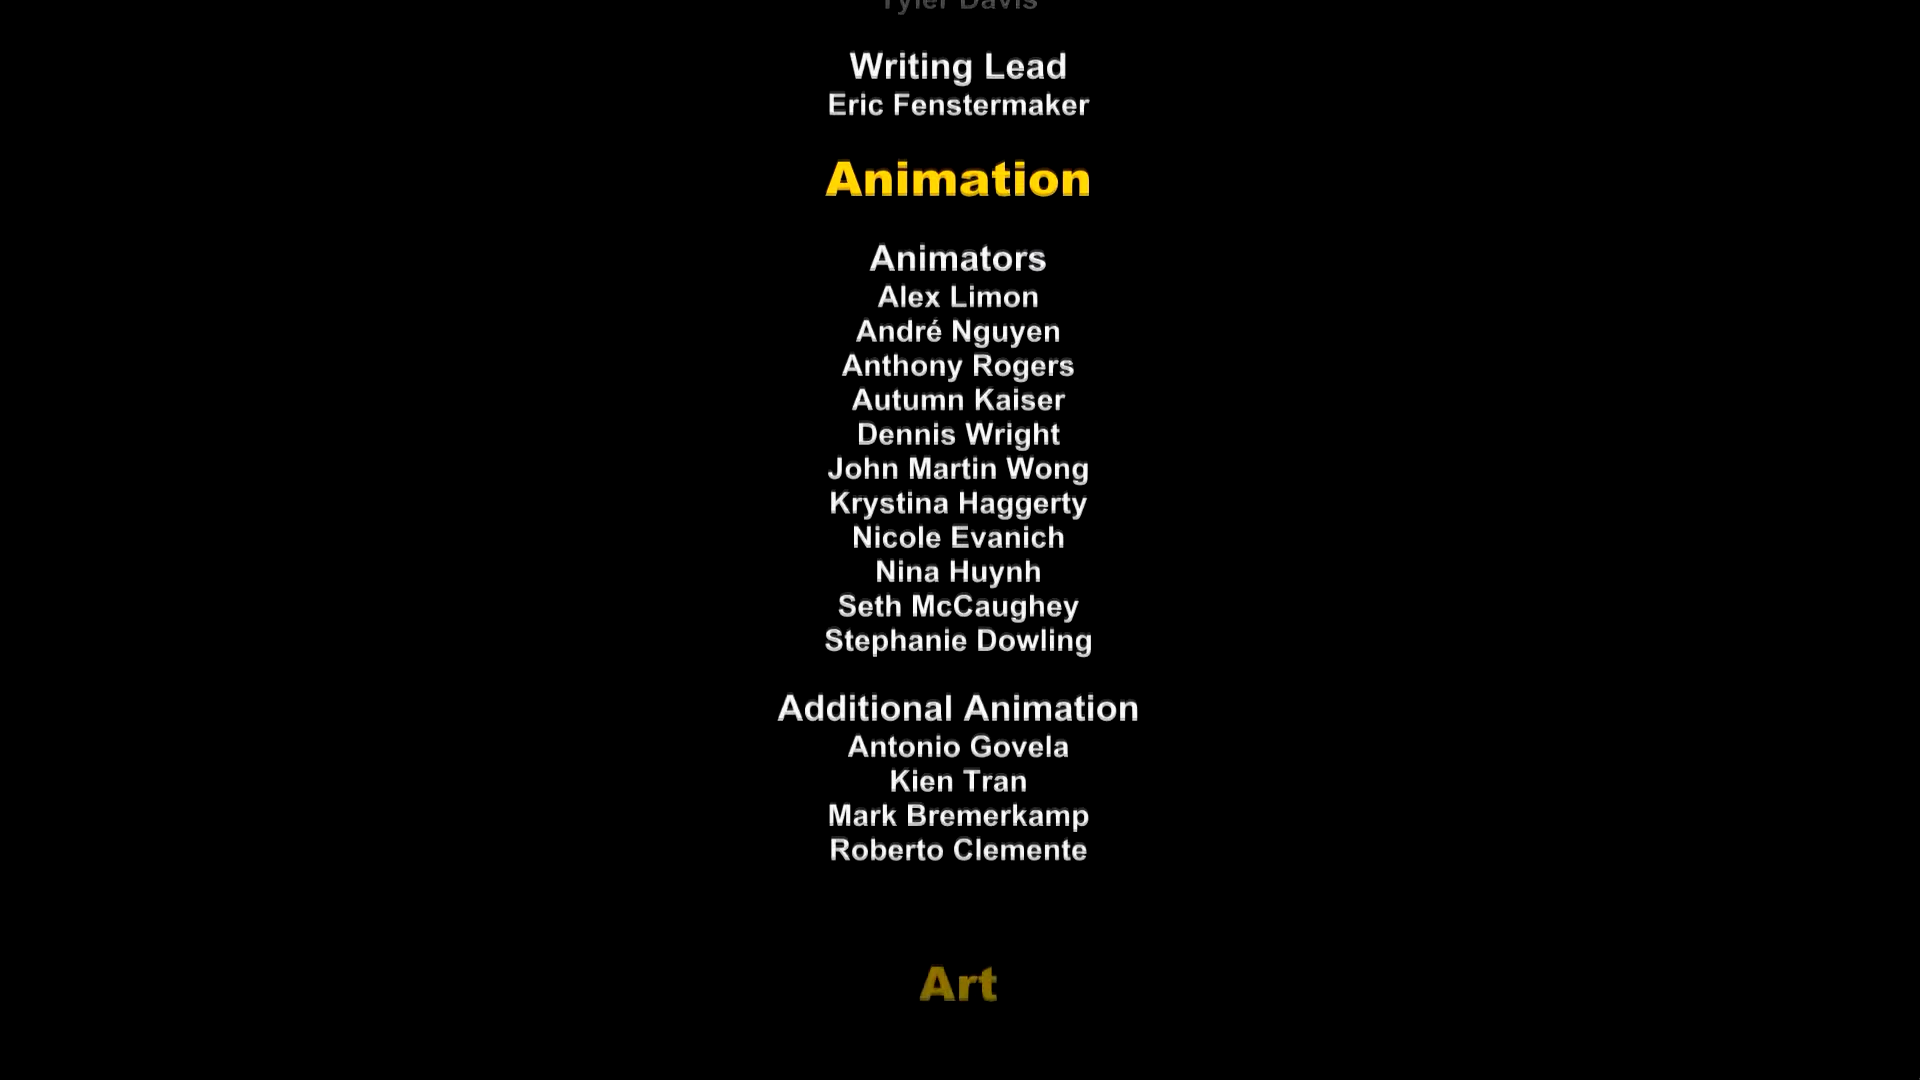 Tyler Davis
Writing Lead
Eric Fenstermaker
Animation
Animators
Alex Limon
André Nguyen
Anthony Rogers
Autumn Kaiser
Dennis Wright
John Martin Wong
Krystina Haggerty
Nicole Evanich
Nina Huynh
Seth McCaughey
Stephanie Dowling
Additional Animation
Antonio Govela
Kien Tran
Mark Bremerkamp
Roberto Clemente
Art